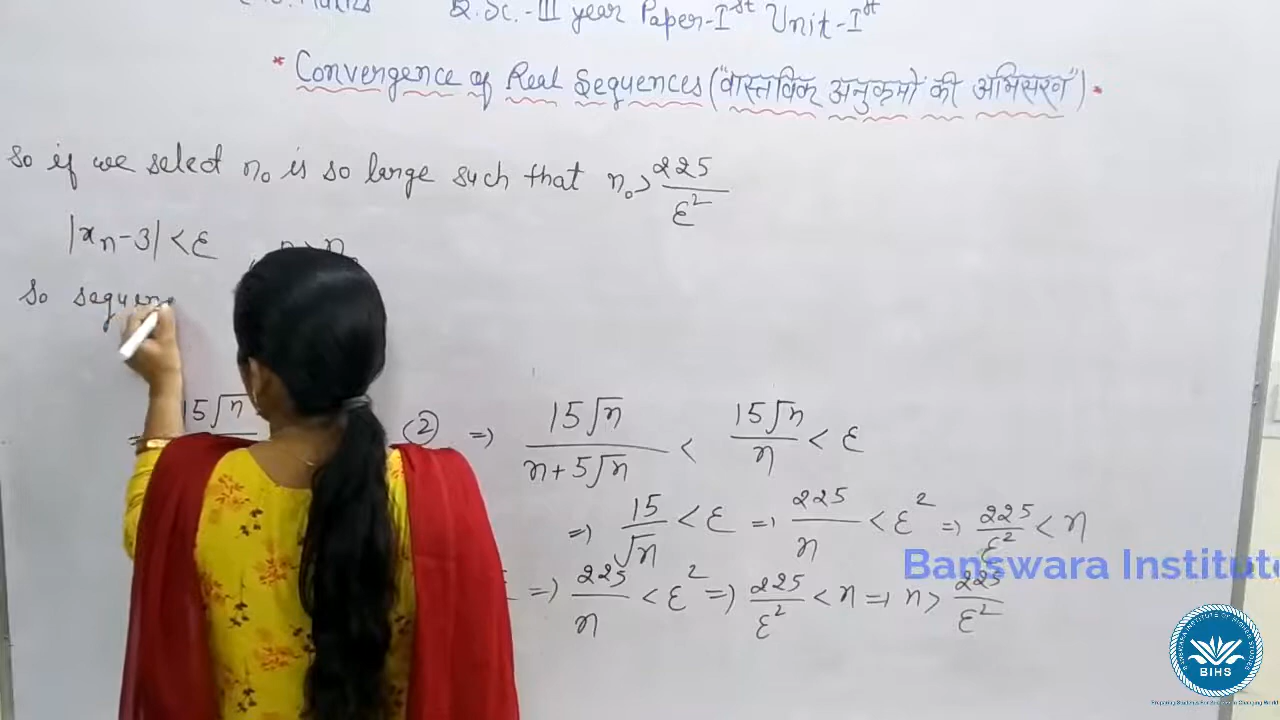 B.Sc.-III year Paper-Ist Unit-Ist
* Convergence of Real Sequences ("वास्तविक अनुक्रमों की अभिसरण") *
So if we select n₀ is so large such that n₀ > 225/ε²
|xn-3| < ε
So sequen
15√n (2) => 15√n/(n+5√n) < 15√n/n < ε
=> 15/√n < ε => 225/n < ε² => 225/ε² < n
=> 225/n < ε² => 225/ε² < n => n > 225/ε²
Banswara Institute
BIHS